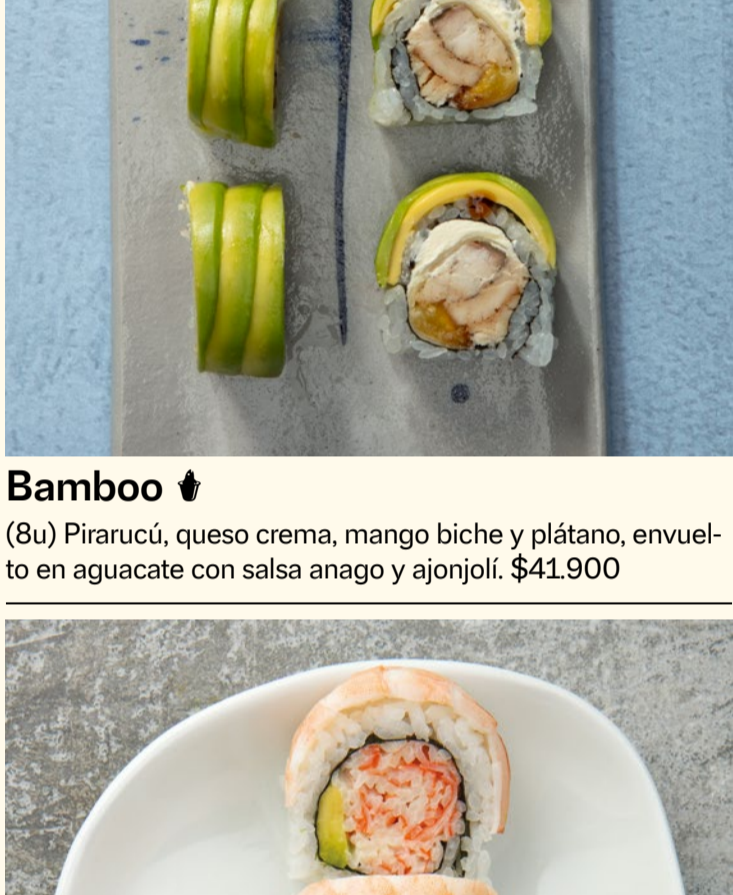 Bamboo
(8u) Pirarucú, queso crema, mango biche y plátano, envuel-
to en aguacate con salsa anago y ajonjolí. $41.900